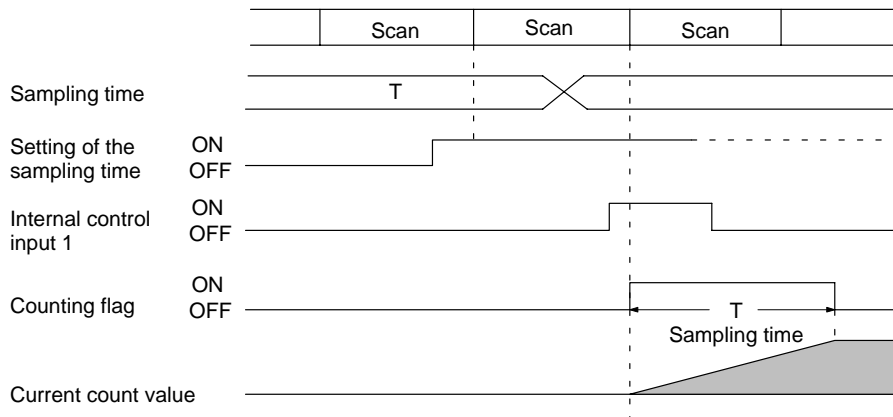 Scan Scan Scan
Sampling time T
Setting of the ON
sampling time OFF
Internal control ON
input 1 OFF
Counting flag ON
OFF
T
Sampling time
Current count value